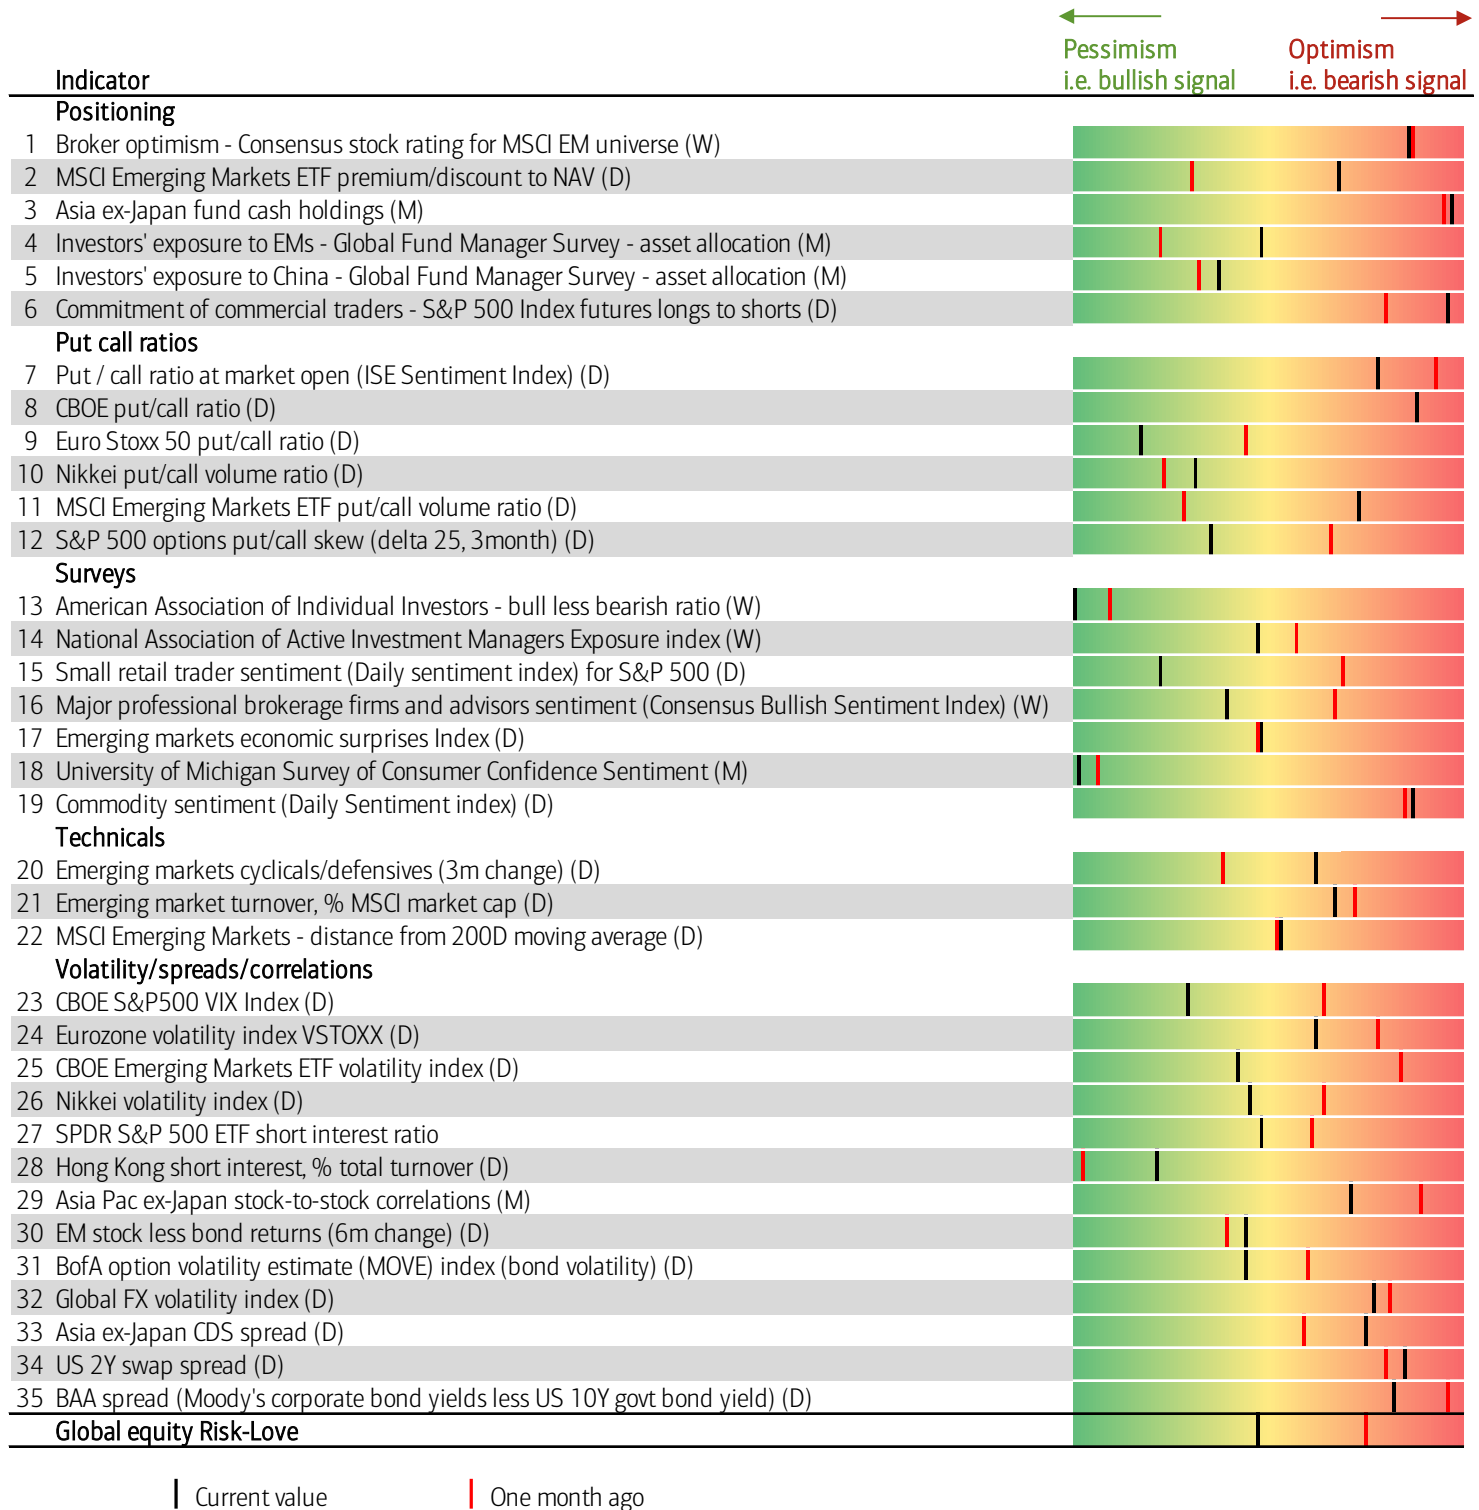 Pessimism Optimism
Indicator i.e. bullish signal i.e. bearish signal
Positioning
1 Broker optimism - Consensus stock rating for MSCI EM universe (W)
2 MSCI Emerging Markets ETF premium/discount to NAV (D)
3 Asia ex-Japan fund cash holdings (M)
4 Investors' exposure to EMs - Global Fund Manager Survey - asset allocation (M)
5 Investors' exposure to China - Global Fund Manager Survey - asset allocation (M)
6 Commitment of commercial traders - S&P 500 Index futures longs to shorts (D)
Put call ratios
7 Put / call ratio at market open (ISE Sentiment Index) (D)
8 CBOE put/call ratio (D)
9 Euro Stoxx 50 put/call ratio (D)
10 Nikkei put/call volume ratio (D)
11 MSCI Emerging Markets ETF put/call volume ratio (D)
12 S&P 500 options put/call skew (delta 25, 3month) (D)
Surveys
13 American Association of Individual Investors - bull less bearish ratio (W)
14 National Association of Active Investment Managers Exposure index (W)
15 Small retail trader sentiment (Daily sentiment index) for S&P 500 (D)
16 Major professional brokerage firms and advisors sentiment (Consensus Bullish Sentiment Index) (W)
17 Emerging markets economic surprises Index (D)
18 University of Michigan Survey of Consumer Confidence Sentiment (M)
19 Commodity sentiment (Daily Sentiment index) (D)
Technicals
20 Emerging markets cyclicals/defensives (3m change) (D)
21 Emerging market turnover, % MSCI market cap (D)
22 MSCI Emerging Markets - distance from 200D moving average (D)
Volatility/spreads/correlations
23 CBOE S&P500 VIX Index (D)
24 Eurozone volatility index VSTOXX (D)
25 CBOE Emerging Markets ETF volatility index (D)
26 Nikkei volatility index (D)
27 SPDR S&P 500 ETF short interest ratio
28 Hong Kong short interest, % total turnover (D)
29 Asia Pac ex-Japan stock-to-stock correlations (M)
30 EM stock less bond returns (6m change) (D)
31 BofA option volatility estimate (MOVE) index (bond volatility) (D)
32 Global FX volatility index (D)
33 Asia ex-Japan CDS spread (D)
34 US 2Y swap spread (D)
35 BAA spread (Moody's corporate bond yields less US 10Y govt bond yield) (D)
Global equity Risk-Love
Current value One month ago